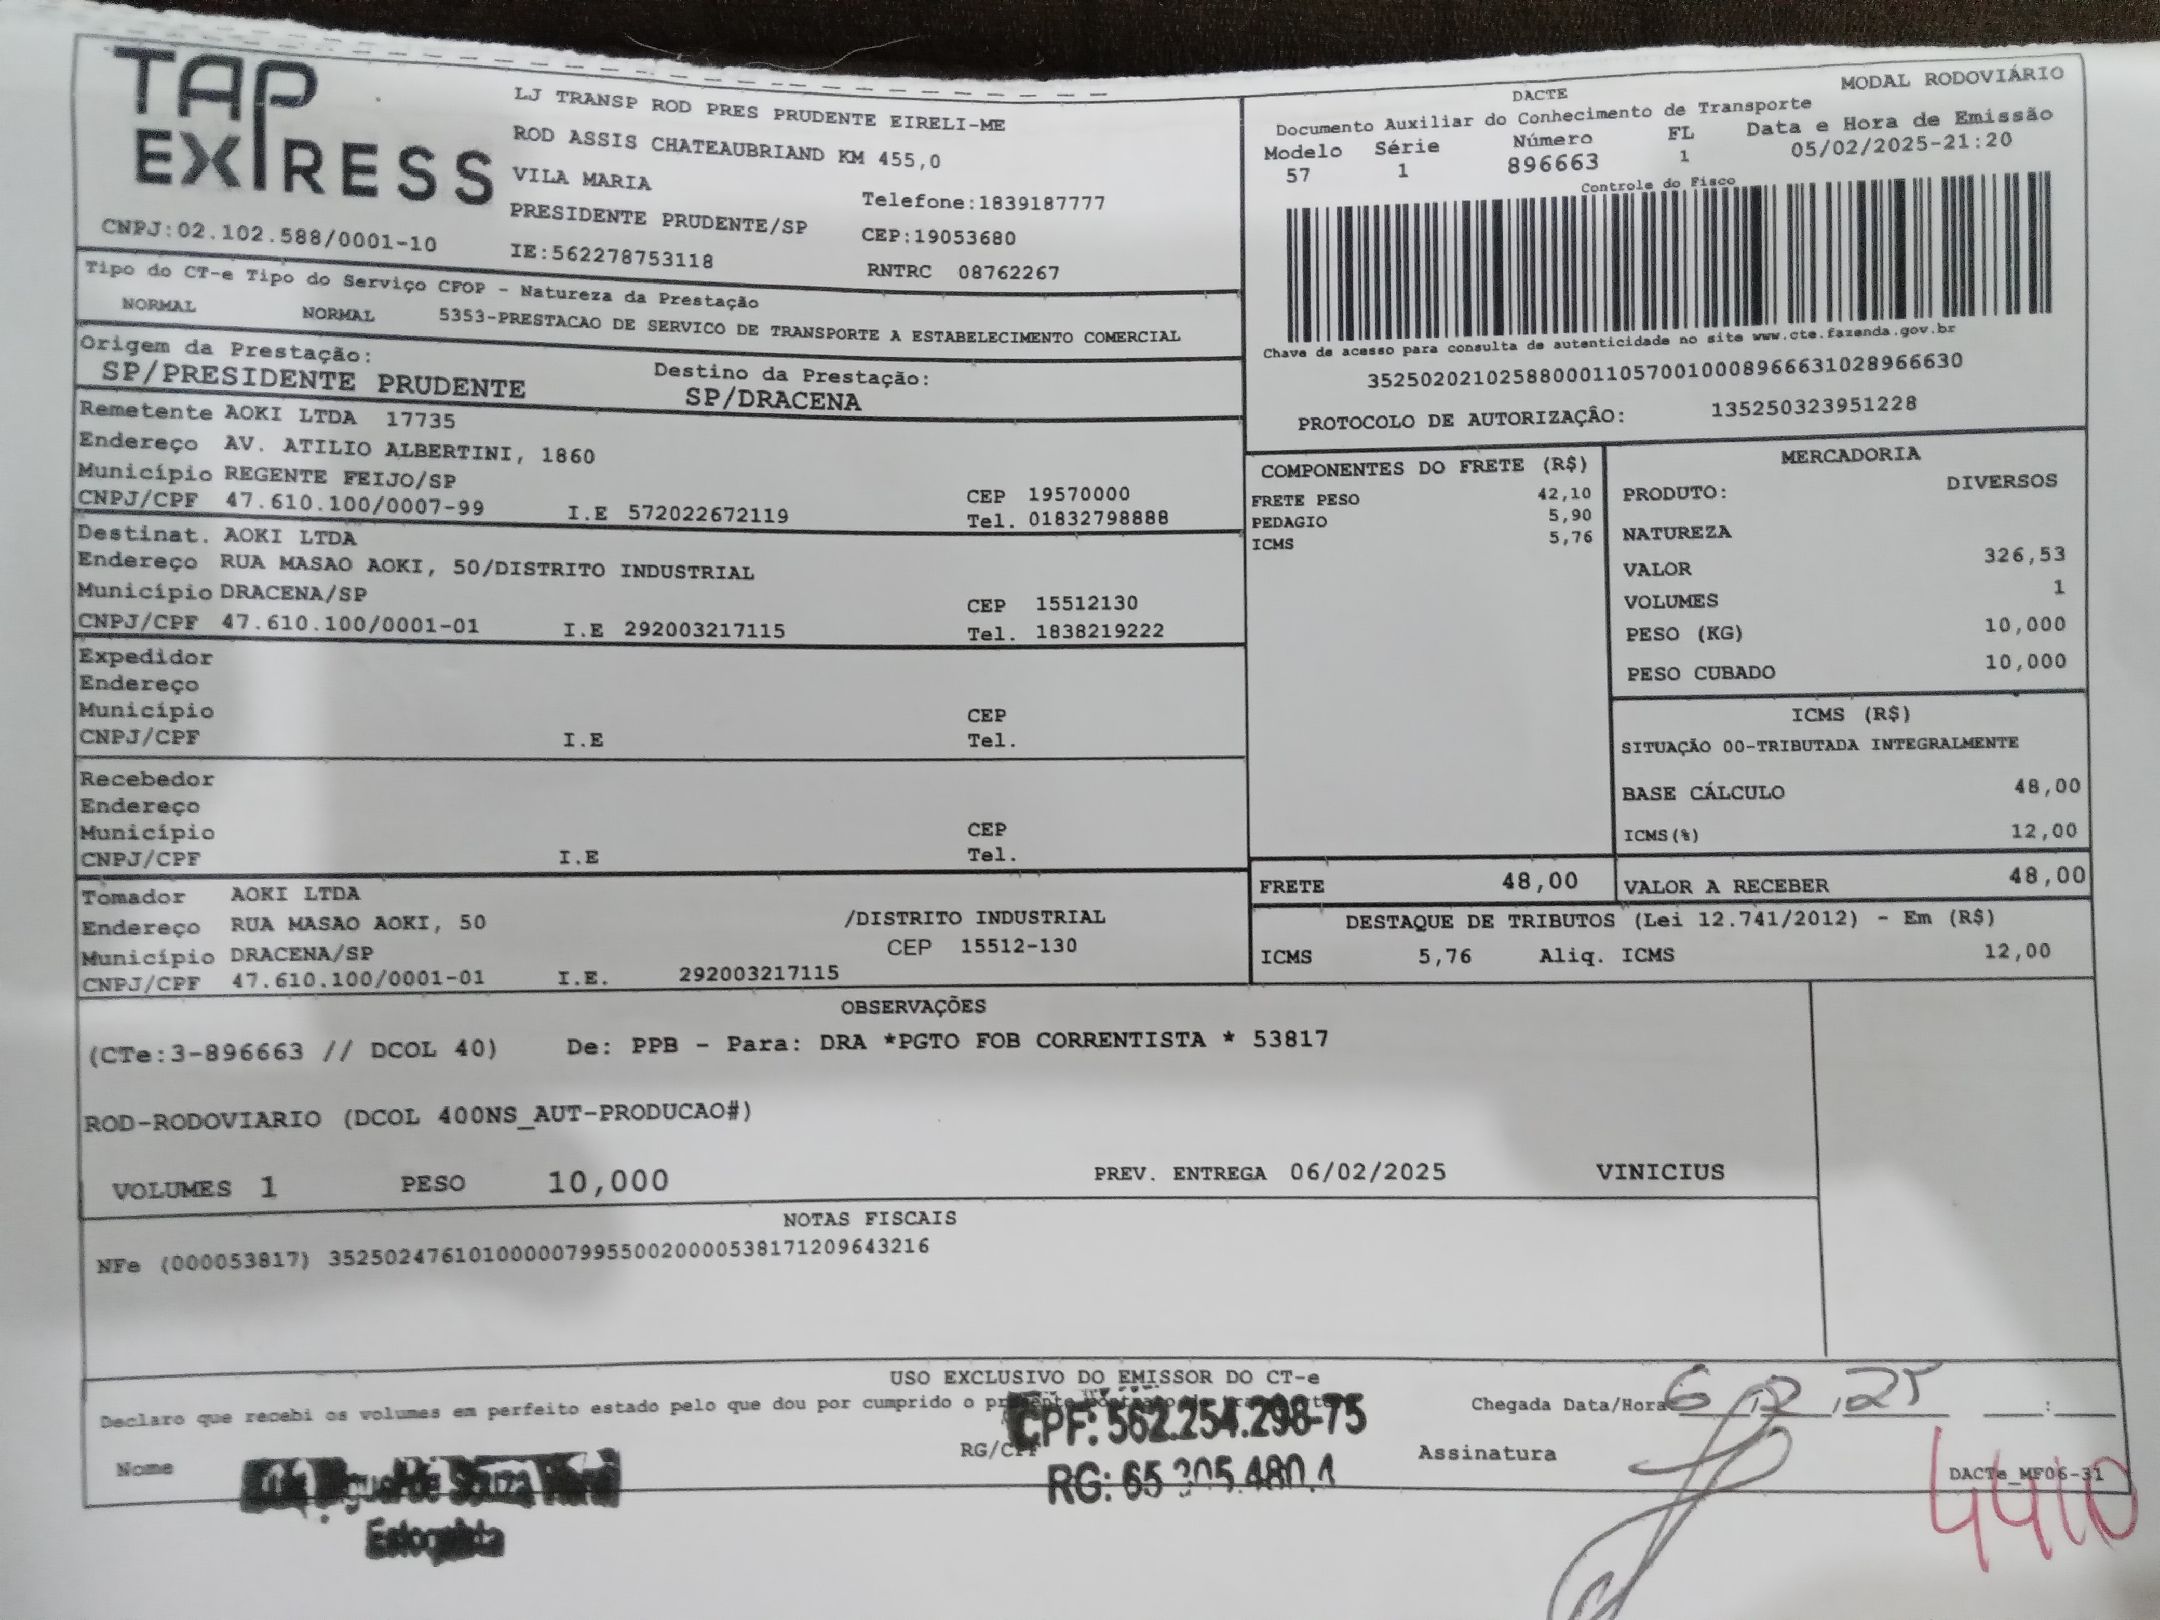 TAP EXPRESS
LJ TRANSP ROD PRES PRUDENTE EIRELI-ME
ROD ASSIS CHATEAUBRIAND KM 455,0
VILA MARIA
Telefone:1839187777
PRESIDENTE PRUDENTE/SP
CEP:19053680
CNPJ:02.102.588/0001-10
IE:562278753118
RNTRC 08762267
DACTE
MODAL RODOVIÁRIO
Documento Auxiliar do Conhecimento de Transporte
Modelo Série Número FL Data e Hora de Emissão
57 1 896663 1 05/02/2025-21:20
Controle do Fisco
Chave de acesso para consulta de autenticidade no site www.cte.fazenda.gov.br
35250202102588000110570010008966631028966630
PROTOCOLO DE AUTORIZAÇÃO: 135250323951228
Tipo do CT-e Tipo do Serviço CFOP - Natureza da Prestação
NORMAL NORMAL 5353-PRESTACAO DE SERVICO DE TRANSPORTE A ESTABELECIMENTO COMERCIAL
Origem da Prestação: Destino da Prestação:
SP/PRESIDENTE PRUDENTE SP/DRACENA
Remetente AOKI LTDA 17735
Endereço AV. ATILIO ALBERTINI, 1860
Município REGENTE FEIJO/SP CEP 19570000
CNPJ/CPF 47.610.100/0007-99 I.E 572022672119 Tel. 01832798888
Destinat. AOKI LTDA
Endereço RUA MASAO AOKI, 50/DISTRITO INDUSTRIAL
Município DRACENA/SP CEP 15512130
CNPJ/CPF 47.610.100/0001-01 I.E 292003217115 Tel. 1838219222
Expedidor
Endereço
Município CEP
CNPJ/CPF I.E Tel.
Recebedor
Endereço
Município CEP
CNPJ/CPF I.E Tel.
Tomador AOKI LTDA
Endereço RUA MASAO AOKI, 50 /DISTRITO INDUSTRIAL
Município DRACENA/SP CEP 15512-130
CNPJ/CPF 47.610.100/0001-01 I.E. 292003217115
COMPONENTES DO FRETE (R$)
FRETE PESO 42,10
PEDAGIO 5,90
ICMS 5,76
MERCADORIA
PRODUTO: DIVERSOS
NATUREZA
VALOR 326,53
VOLUMES 1
PESO (KG) 10,000
PESO CUBADO 10,000
ICMS (R$)
SITUAÇÃO 00-TRIBUTADA INTEGRALMENTE
BASE CÁLCULO 48,00
ICMS(%) 12,00
FRETE 48,00 VALOR A RECEBER 48,00
DESTAQUE DE TRIBUTOS (Lei 12.741/2012) - Em (R$)
ICMS 5,76 Aliq. ICMS 12,00
OBSERVAÇÕES
(CTe:3-896663 // DCOL 40) De: PPB - Para: DRA *PGTO FOB CORRENTISTA * 53817
ROD-RODOVIARIO (DCOL 400NS_AUT-PRODUCAO#)
VOLUMES 1 PESO 10,000 PREV. ENTREGA 06/02/2025 VINICIUS
NOTAS FISCAIS
NFe (000053817) 35250247610100000799550020000538171209643216
USO EXCLUSIVO DO EMISSOR DO CT-e
Declaro que recebi os volumes em perfeito estado pelo que dou por cumprido o
Chegada Data/Hora 6 , 2 , 25 :
CPF: 562.254.298-75
Nome RG/CPF Assinatura
RG: 65 305 480 1
de Souza
Estoquista
DACTe_MF06-31
4410